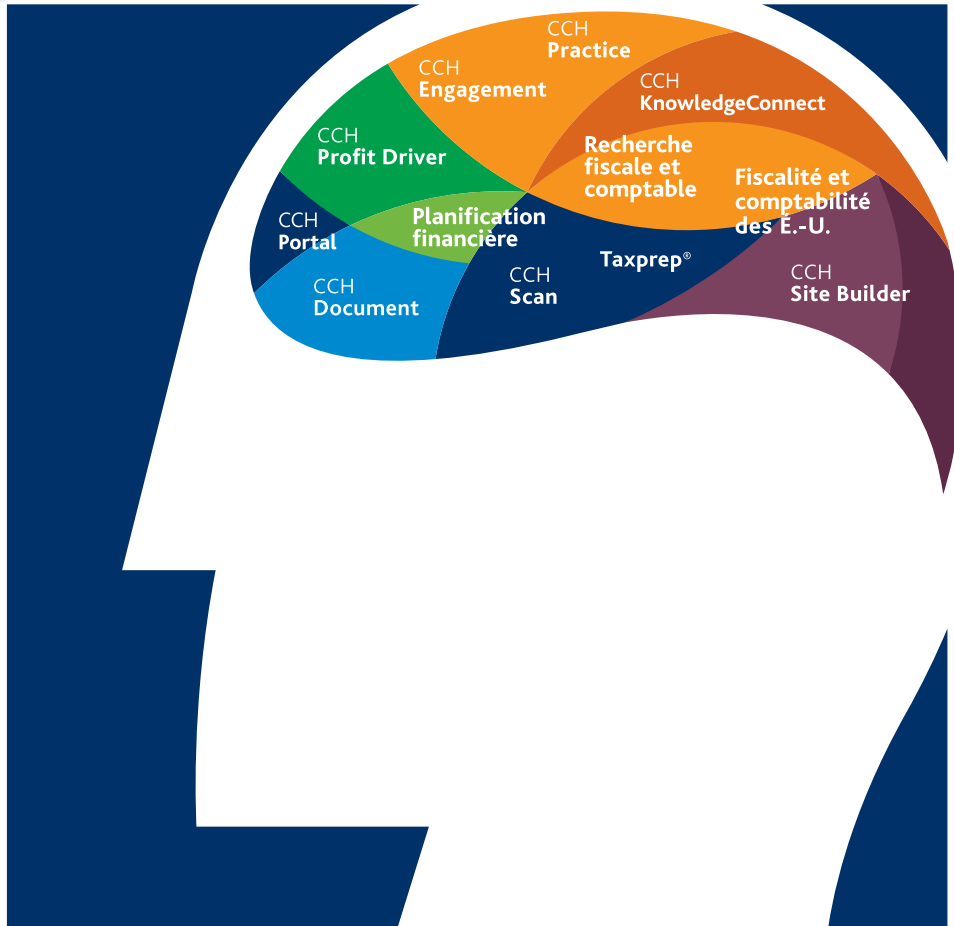 CCH
Practice
CCH
Engagement
CCH
KnowledgeConnect
CCH
Profit Driver
Recherche
fiscale et
comptable
Fiscalité et
comptabilité
des É.-U.
CCH
Portal
Planification
financière
Taxprep®
CCH
Scan
CCH
Site Builder
CCH
Document